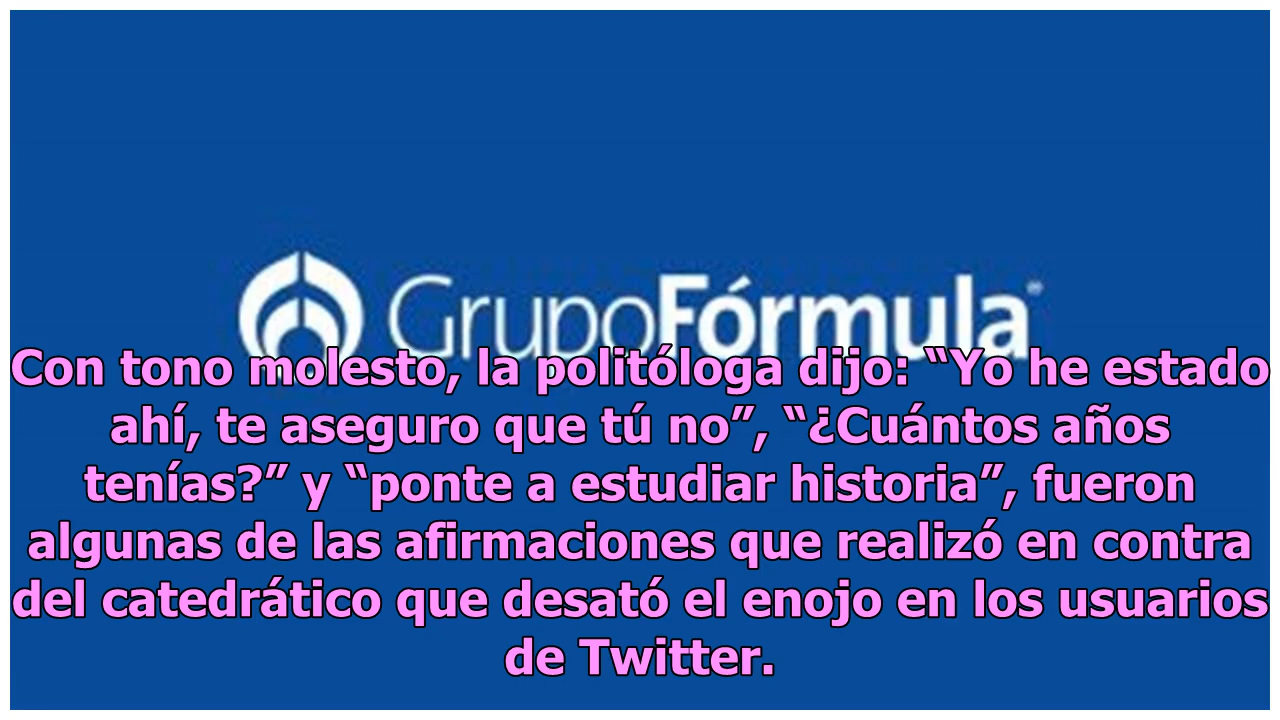 GrupoFórmula®
Con tono molesto, la politóloga dijo: “Yo he estado
ahí, te aseguro que tú no”, “¿Cuántos años
tenías?” y “ponte a estudiar historia”, fueron
algunas de las afirmaciones que realizó en contra
del catedrático que desató el enojo en los usuarios
de Twitter.